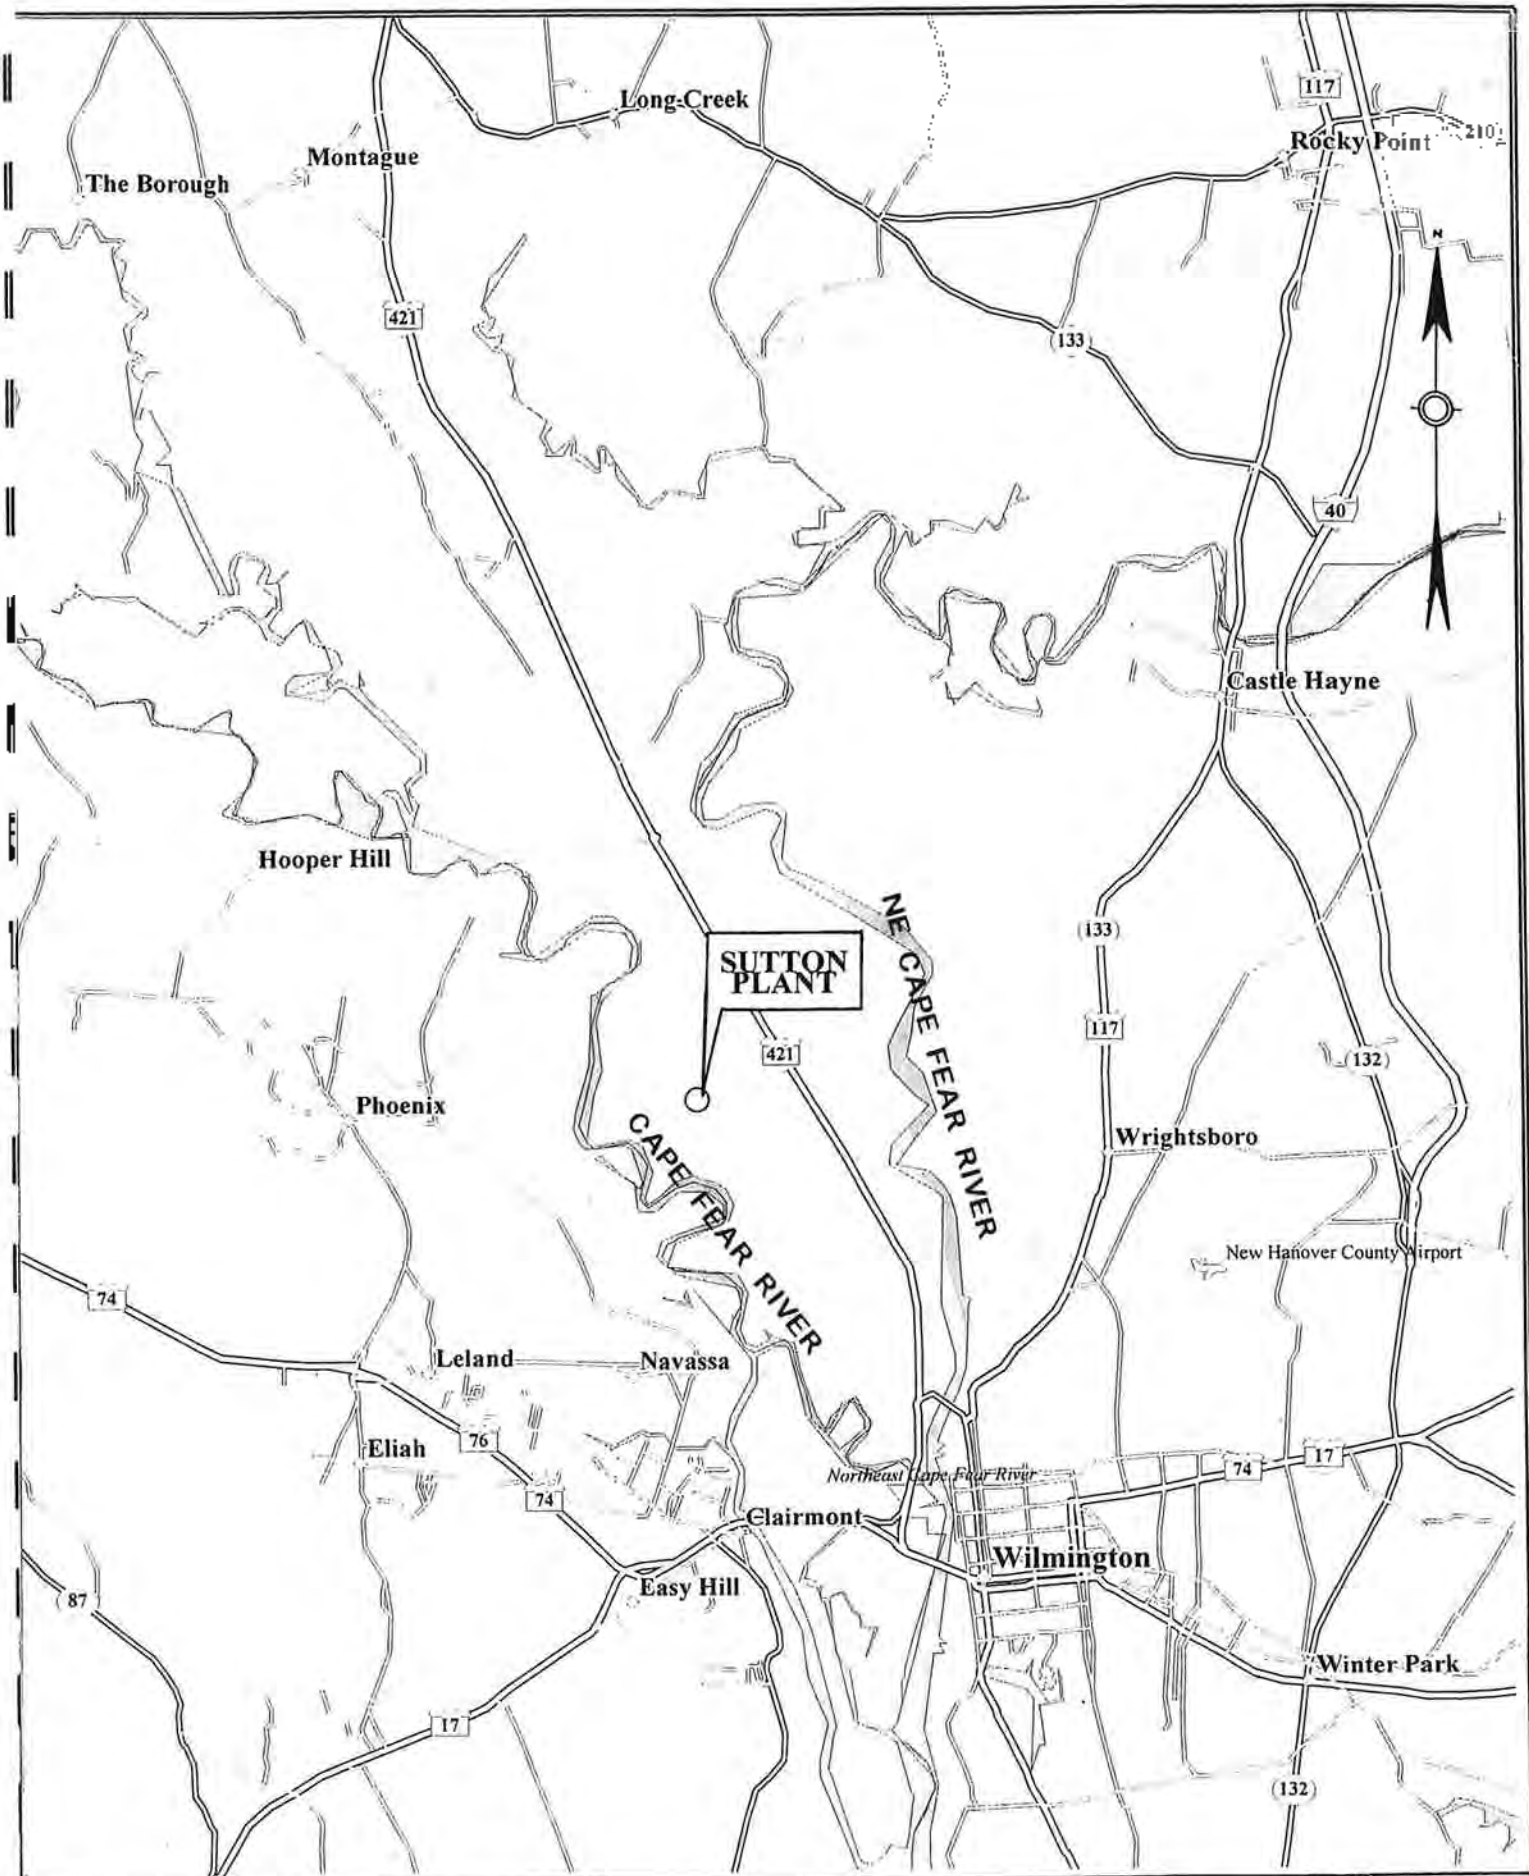 117
Long Creek
210
Rocky Point
Montague
The Borough
N
421
133
40
Castle Hayne
Hooper Hill
NE CAPE FEAR RIVER
133
SUTTON
PLANT
117
421
132
Phoenix
CAPE FEAR RIVER
Wrightsboro
New Hanover County Airport
74
Leland
Navassa
76
Eliah
17
74
Northeast Cape Fear River
74
Clairmont
Wilmington
Easy Hill
87
Winter Park
17
132